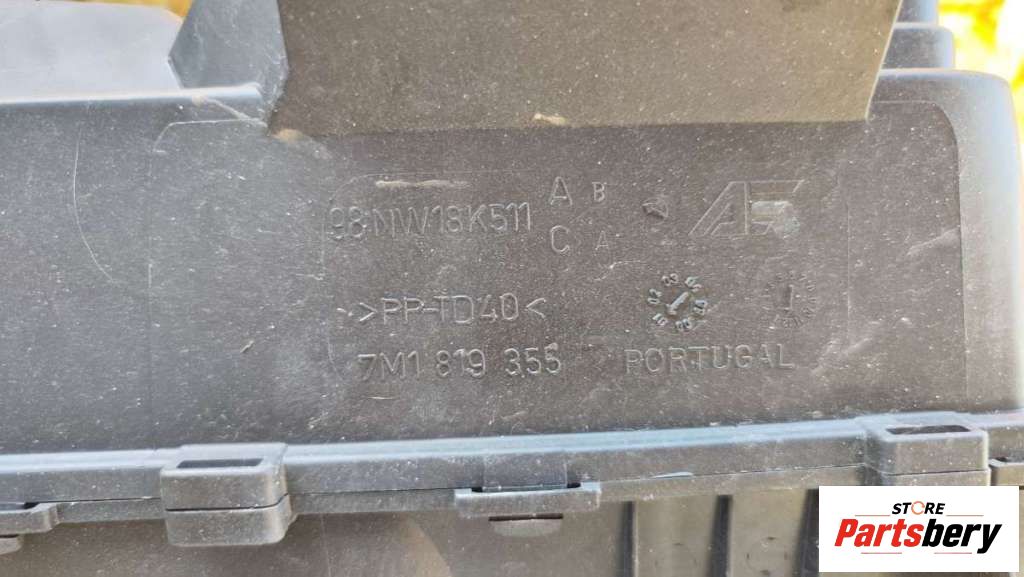 98NW18K511 A B
C A
>PP-TD40<
7M1 819 355 PORTUGAL
STORE
Partsbery